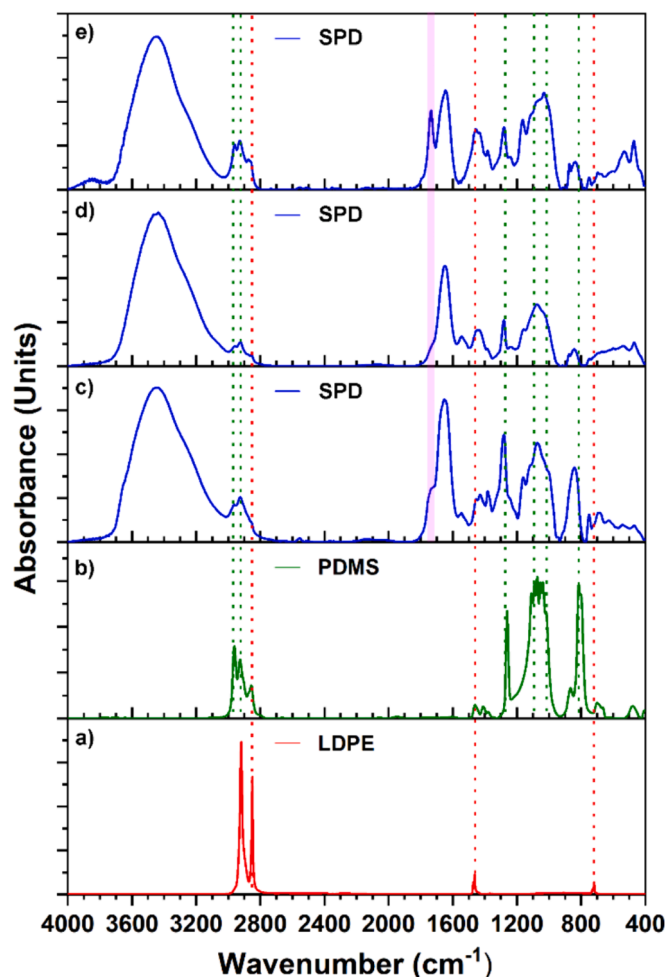 e) SPD
d) SPD
c) SPD
b) PDMS
a) LDPE
Absorbance (Units)
4000 3600 3200 2800 2400 2000 1600 1200 800 400
Wavenumber (cm⁻¹)